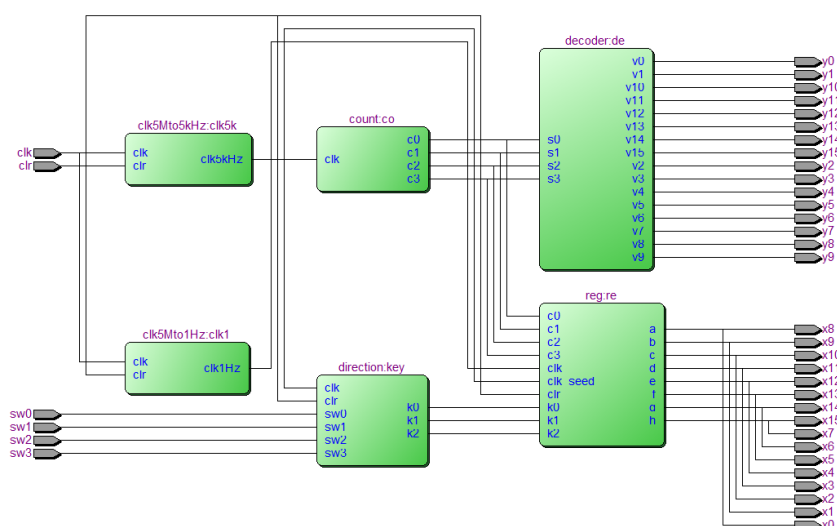 decoder:de
v0
v1
v10
v11
v12
v13
v14
v15
v2
v3
v4
v5
v6
v7
v8
v9
s0
s1
s2
s3
y0
y1
y10
y11
y12
y13
y14
y15
y2
y3
y4
y5
y6
y7
y8
y9
clk5Mto5kHz:clk5k
clk
clr
clk5kHz
count:co
clk
c0
c1
c2
c3
clk
clr
clk5Mto1Hz:clk1
clk
clr
clk1Hz
direction:key
clk
clr
sw0
sw1
sw2
sw3
k0
k1
k2
sw0
sw1
sw2
sw3
reg:re
c0
c1
c2
c3
clk
clk seed
clr
k0
k1
k2
a
b
c
d
e
f
g
h
x8
x9
x10
x11
x12
x13
x14
x15
x7
x6
x5
x4
x3
x2
x1
x0